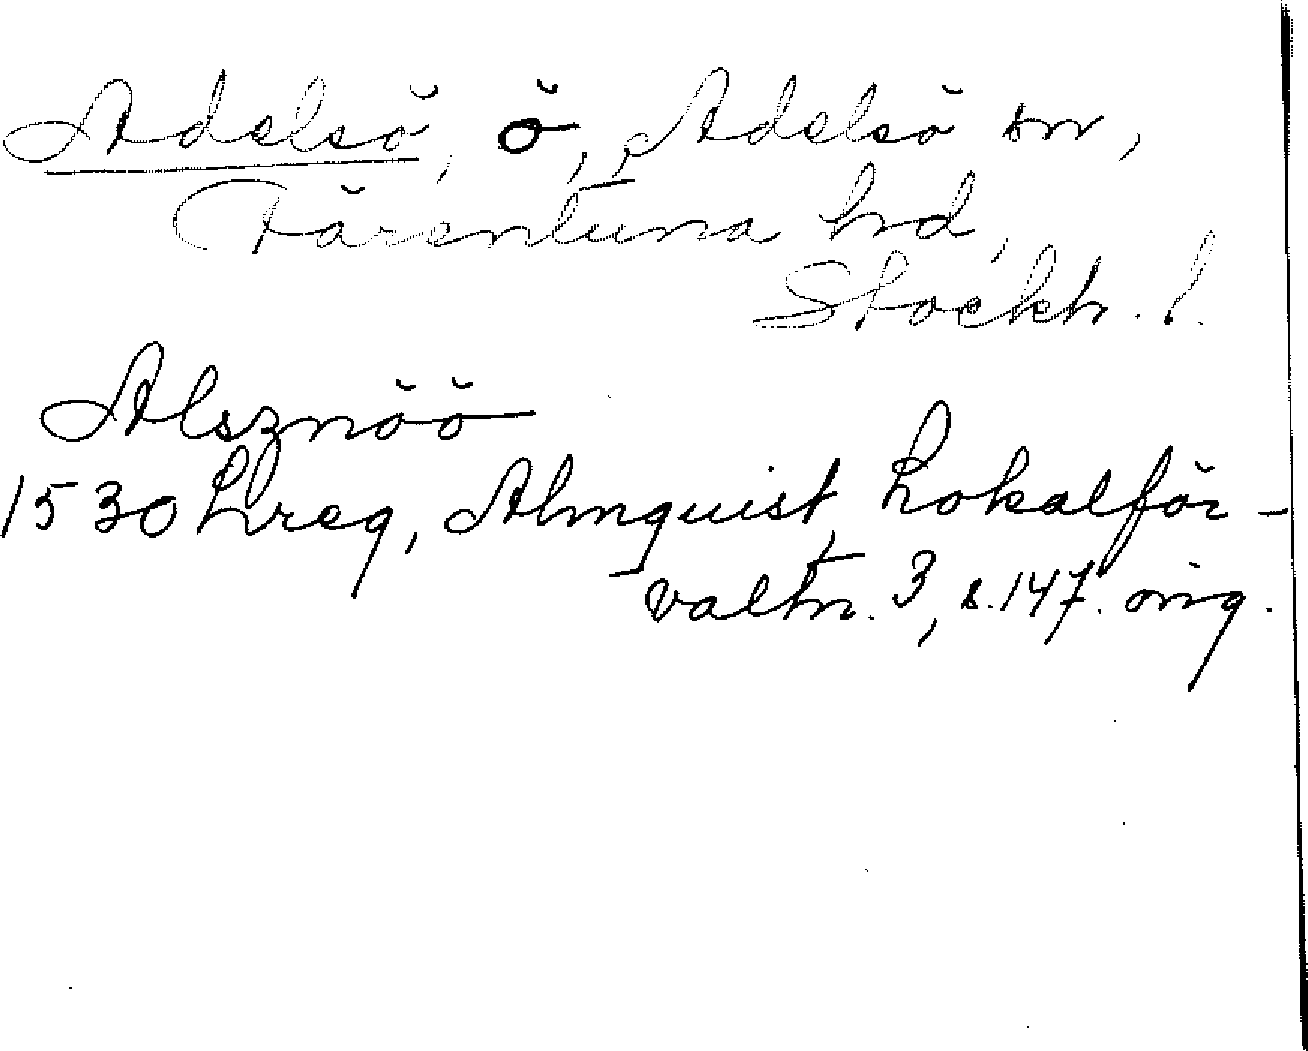 Adelsö, ö, Adelsö sn,
Färentuna hd,
Stockh. l.
Alsznöö
1530 Lreg, Almquist, Lokalför-
valtn. 3, s. 147. orig.